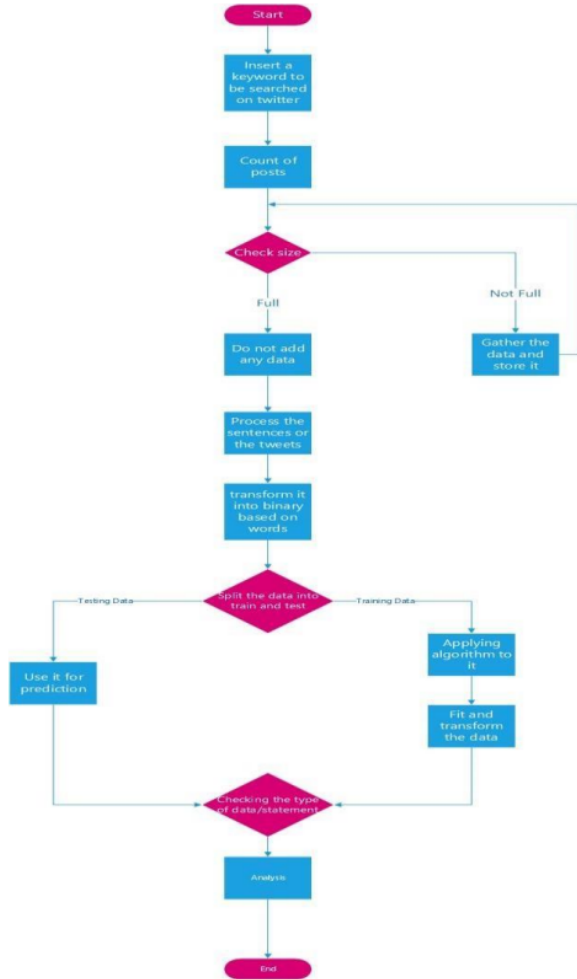 Start
Insert a
keyword to
be searched
on twitter
Count of
posts
Check size
Full
Not Full
Do not add
any data
Gather the
data and
store it
Process the
sentences or
the tweets
transform it
into binary
based on
words
Split the data into
train and test
Testing Data
Training Data
Use it for
prediction
Applying
algorithm to
it
Fit and
transform
the data
Checking the type
of data/statement
Analysis
End